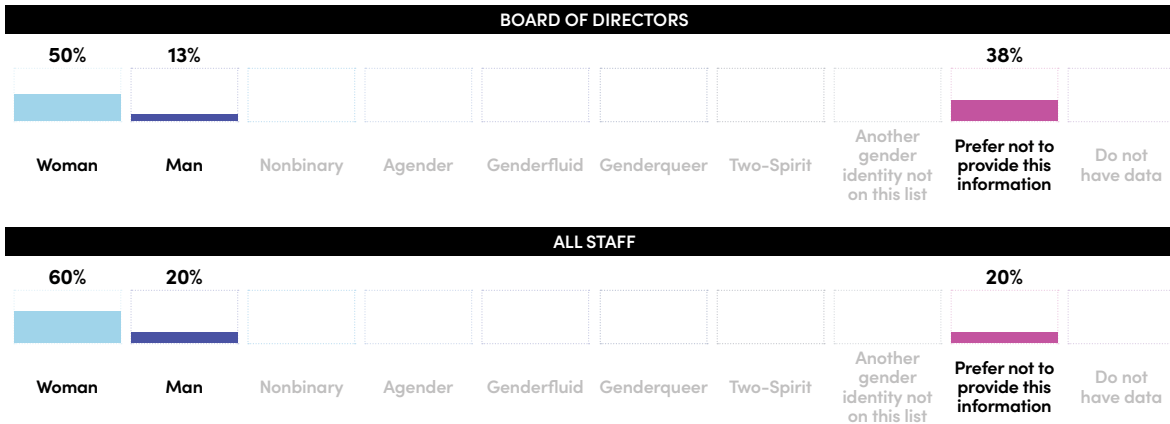 BOARD OF DIRECTORS
50% 13% 38%
Woman Man Nonbinary Agender Genderfluid Genderqueer Two-Spirit Another gender identity not on this list Prefer not to provide this information Do not have data
ALL STAFF
60% 20% 20%
Woman Man Nonbinary Agender Genderfluid Genderqueer Two-Spirit Another gender identity not on this list Prefer not to provide this information Do not have data